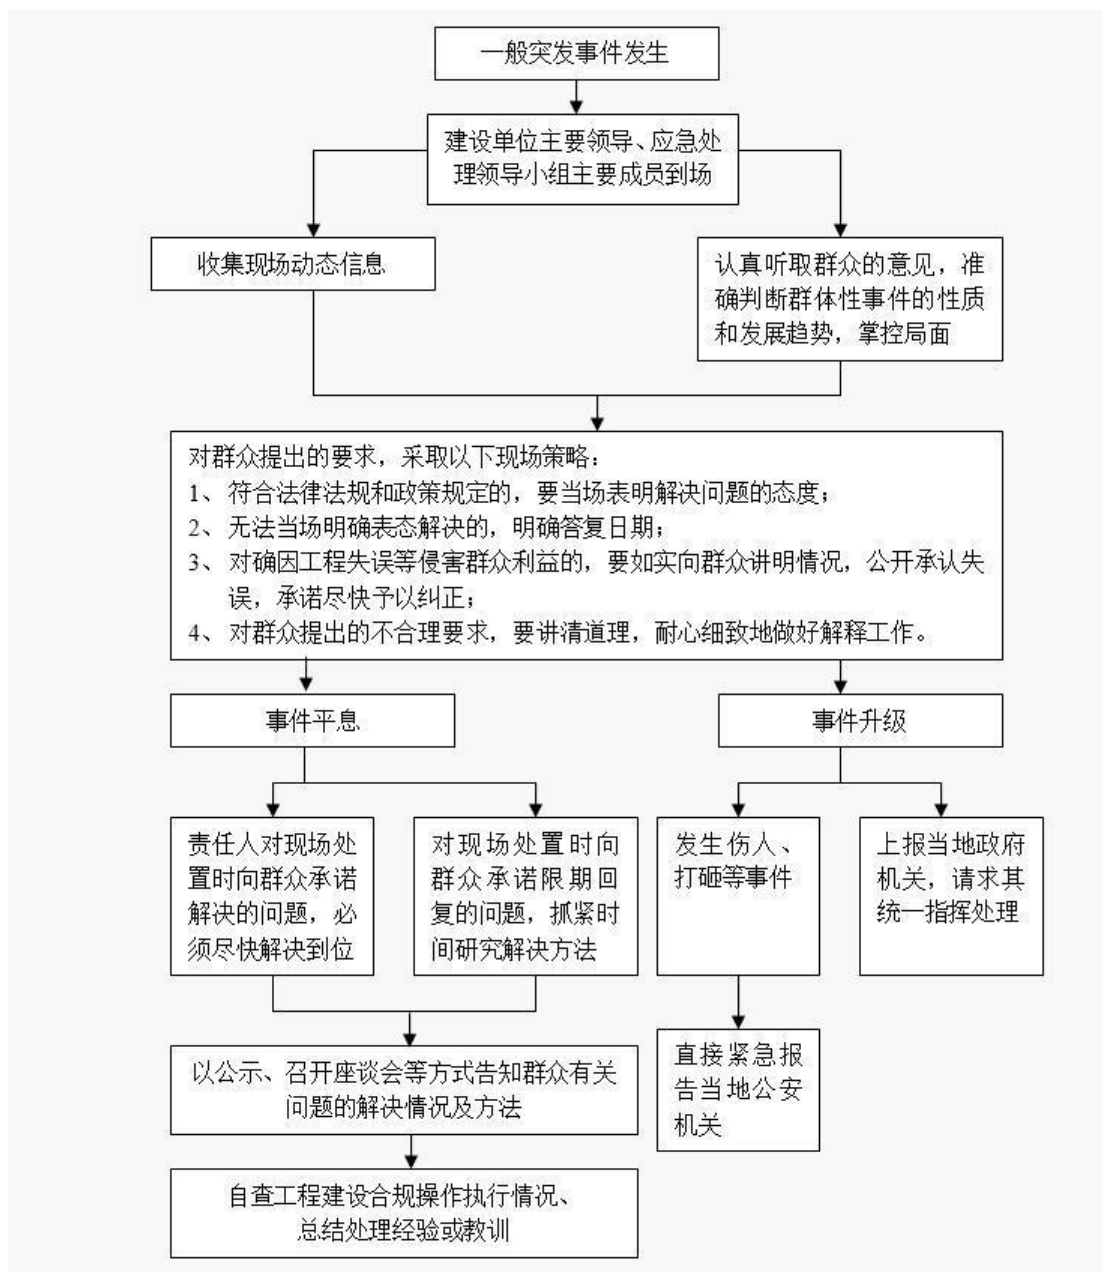 一般突发事件发生
建设单位主要领导、应急处
理领导小组主要成员到场
收集现场动态信息
认真听取群众的意见，准
确判断群体性事件的性质
和发展趋势，掌控局面
对群众提出的要求，采取以下现场策略：
1、 符合法律法规和政策规定的，要当场表明解决问题的态度；
2、 无法当场明确表态解决的，明确答复日期；
3、 对确因工程失误等侵害群众利益的，要如实向群众讲明情况，公开承认失
误，承诺尽快予以纠正；
4、 对群众提出的不合理要求，要讲清道理，耐心细致地做好解释工作。
事件平息
事件升级
责任人对现场处
置时向群众承诺
解决的问题，必
须尽快解决到位
对现场处置时向
群众承诺限期回
复的问题，抓紧时
间研究解决方法
发生伤人、
打砸等事件
上报当地政府
机关，请求其
统一指挥处理
以公示、召开座谈会等方式告知群众有关
问题的解决情况及方法
直接紧急报
告当地公安
机关
自查工程建设合规操作执行情况、
总结处理经验或教训